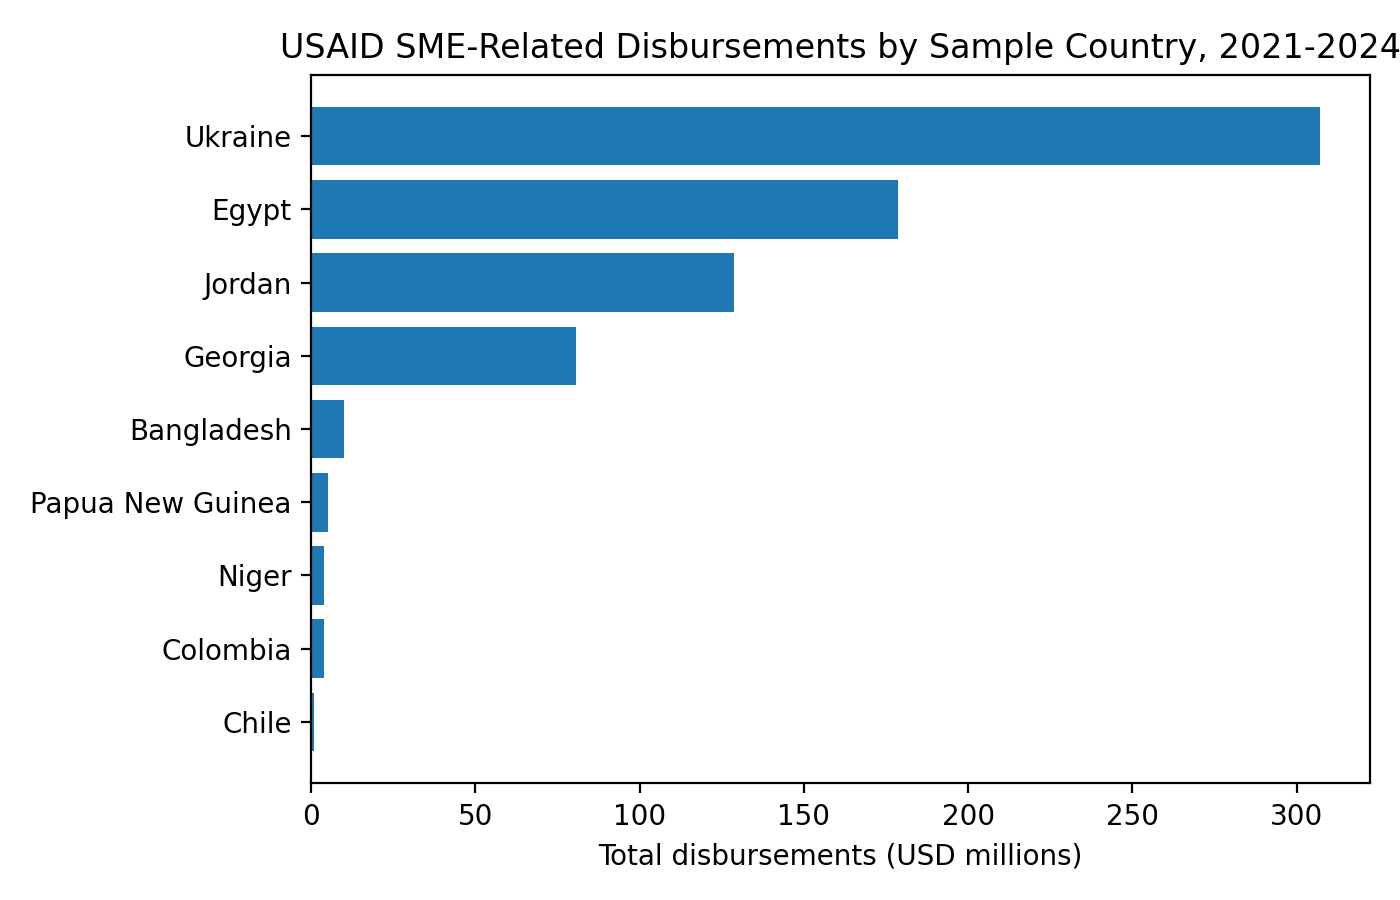 USAID SME-Related Disbursements by Sample Country, 2021-2024
Ukraine
Egypt
Jordan
Georgia
Bangladesh
Papua New Guinea
Niger
Colombia
Chile
0 50 100 150 200 250 300
Total disbursements (USD millions)